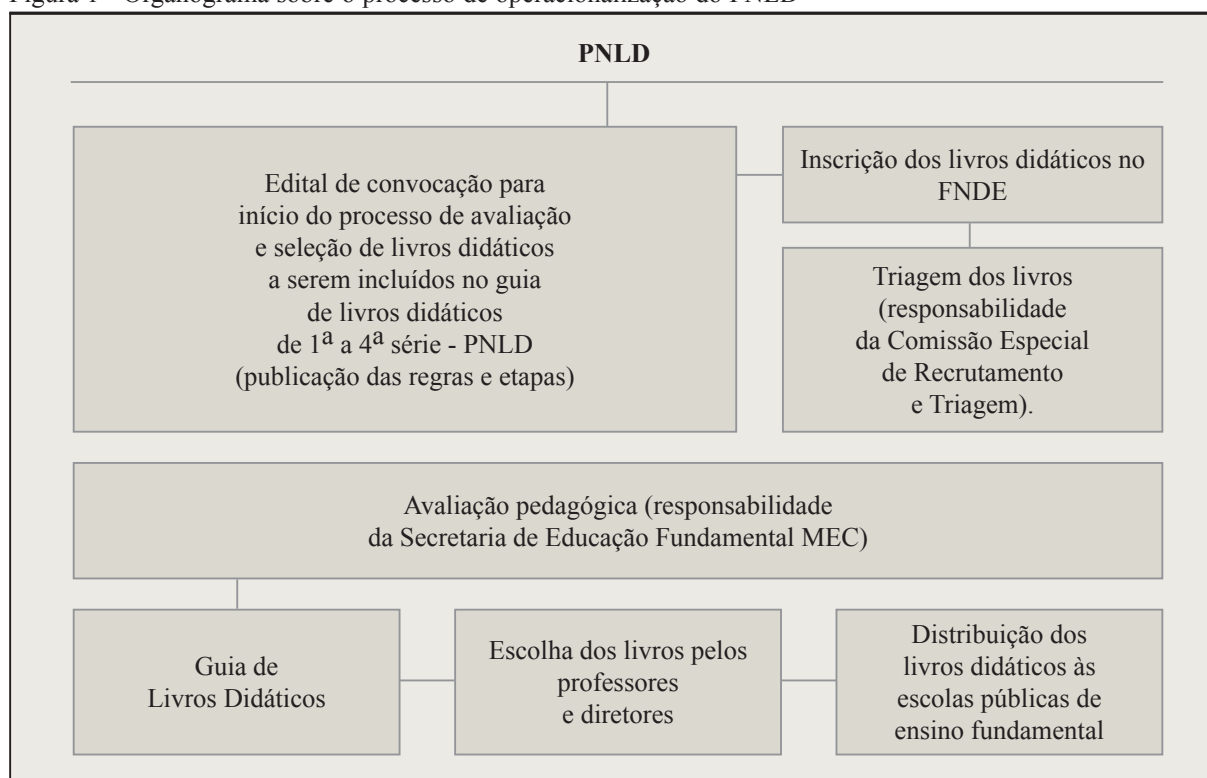 Figura 1 - Organograma sobre o processo de operacionalização do PNLD
PNLD
Edital de convocação para
início do processo de avaliação
e seleção de livros didáticos
a serem incluídos no guia
de livros didáticos
de 1ª a 4ª série - PNLD
(publicação das regras e etapas)
Inscrição dos livros didáticos no
FNDE
Triagem dos livros
(responsabilidade
da Comissão Especial
de Recrutamento
e Triagem).
Avaliação pedagógica (responsabilidade
da Secretaria de Educação Fundamental MEC)
Guia de
Livros Didáticos
Escolha dos livros pelos
professores
e diretores
Distribuição dos
livros didáticos às
escolas públicas de
ensino fundamental